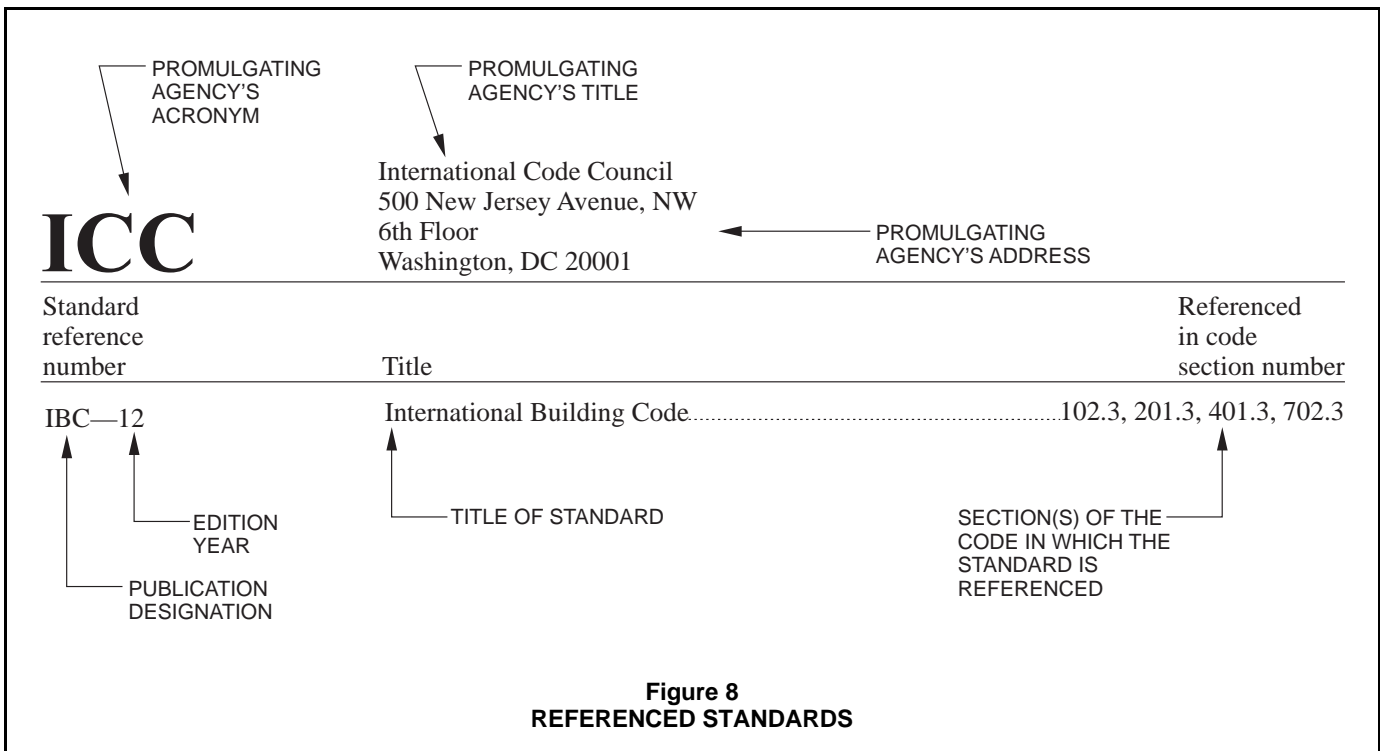 PROMULGATING
AGENCY'S
ACRONYM
PROMULGATING
AGENCY'S TITLE
ICC
International Code Council
500 New Jersey Avenue, NW
6th Floor
Washington, DC 20001
PROMULGATING
AGENCY'S ADDRESS
Standard
reference
number
Title
Referenced
in code
section number
IBC—12
International Building Code........................................................102.3, 201.3, 401.3, 702.3
EDITION
YEAR
PUBLICATION
DESIGNATION
TITLE OF STANDARD
SECTION(S) OF THE
CODE IN WHICH THE
STANDARD IS
REFERENCED
Figure 8
REFERENCED STANDARDS